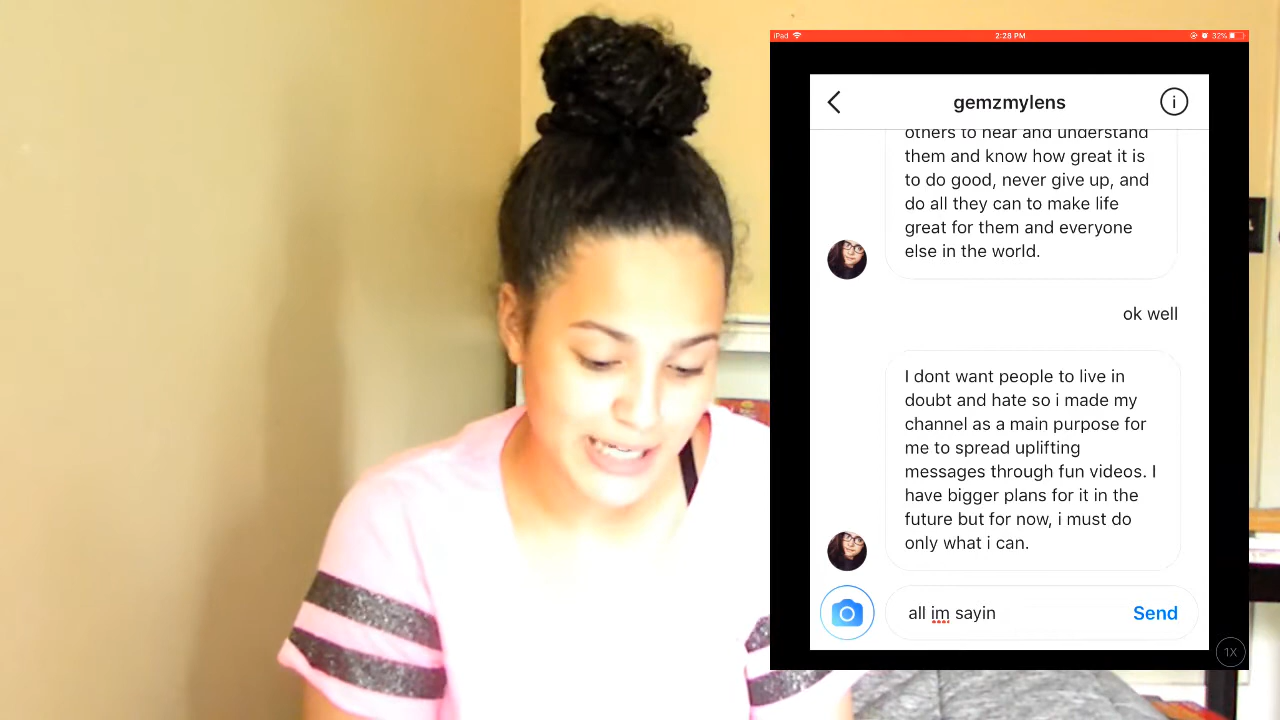 iPad 2:28 PM 32%
gemzmylens
others to hear and understand
them and know how great it is
to do good, never give up, and
do all they can to make life
great for them and everyone
else in the world.
ok well
I dont want people to live in
doubt and hate so i made my
channel as a main purpose for
me to spread uplifting
messages through fun videos. I
have bigger plans for it in the
future but for now, i must do
only what i can.
all im sayin Send
1X